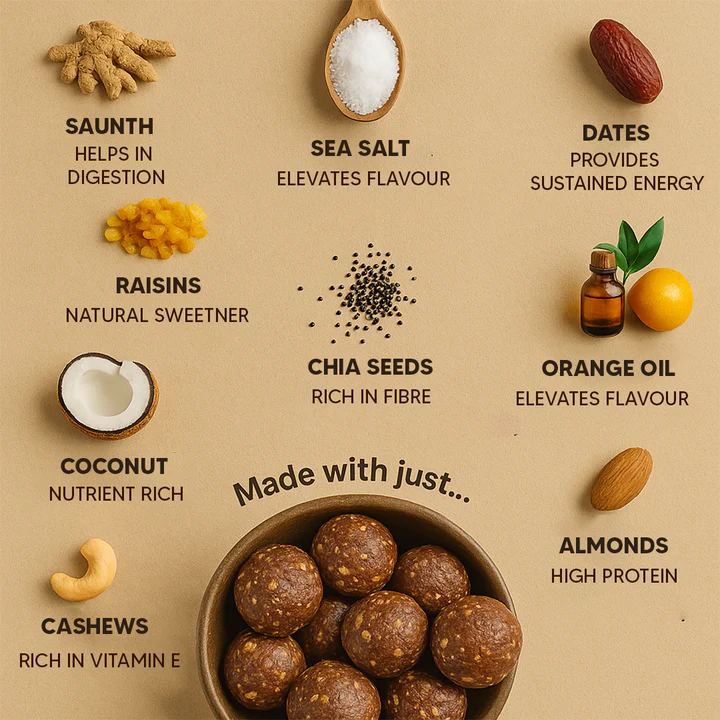 SAUNTH
HELPS IN
DIGESTION
SEA SALT
ELEVATES FLAVOUR
DATES
PROVIDES
SUSTAINED ENERGY
RAISINS
NATURAL SWEETNER
CHIA SEEDS
RICH IN FIBRE
ORANGE OIL
ELEVATES FLAVOUR
COCONUT
NUTRIENT RICH
Made with just...
ALMONDS
HIGH PROTEIN
CASHEWS
RICH IN VITAMIN E